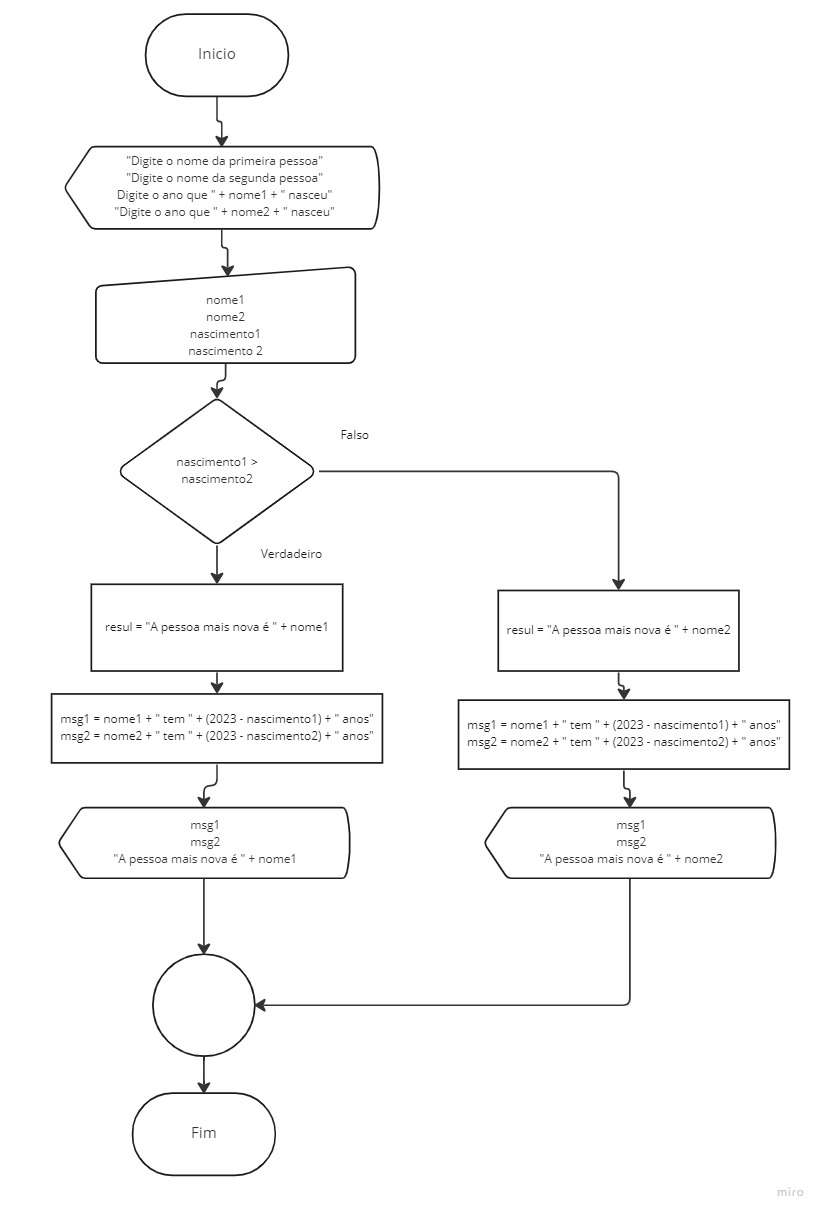 Inicio
"Digite o nome da primeira pessoa"
"Digite o nome da segunda pessoa"
Digite o ano que " + nome1 + " nasceu"
"Digite o ano que " + nome2 + " nasceu"
nome1
nome2
nascimento1
nascimento 2
nascimento1 >
nascimento2
Falso
Verdadeiro
resul = "A pessoa mais nova é " + nome1
resul = "A pessoa mais nova é " + nome2
msg1 = nome1 + " tem " + (2023 - nascimento1) + " anos"
msg2 = nome2 + " tem " + (2023 - nascimento2) + " anos"
msg1 = nome1 + " tem " + (2023 - nascimento1) + " anos"
msg2 = nome2 + " tem " + (2023 - nascimento2) + " anos"
msg1
msg2
"A pessoa mais nova é " + nome1
msg1
msg2
"A pessoa mais nova é " + nome2
Fim
miro